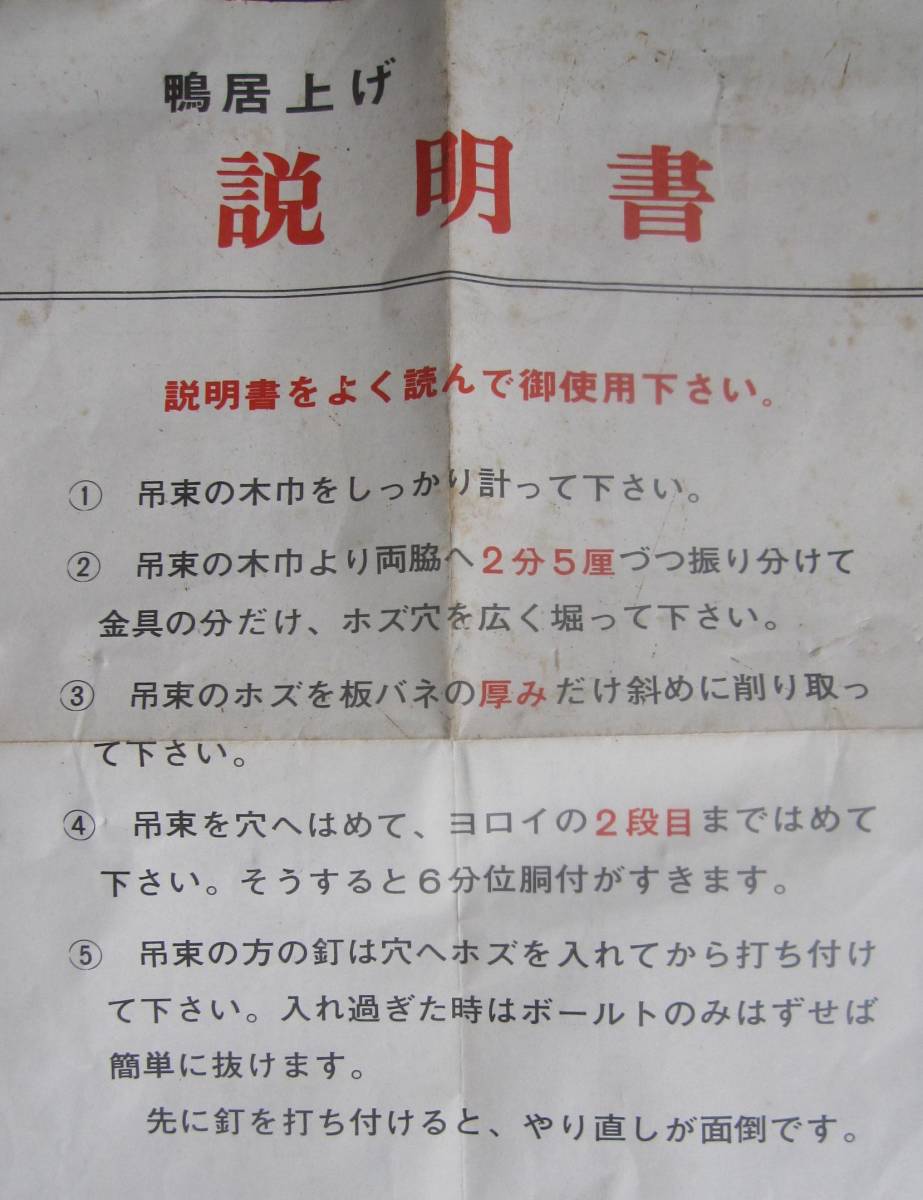 鴨居上げ
説明書
説明書をよく読んで御使用下さい。
① 吊束の木巾をしっかり計って下さい。
② 吊束の木巾より両脇へ2分5厘づつ振り分けて
金具の分だけ、ホズ穴を広く堀って下さい。
③ 吊束のホズを板バネの厚みだけ斜めに削り取っ
て下さい。
④ 吊束を穴へはめて、ヨロイの2段目まではめて
下さい。そうすると6分位胴付がすきます。
⑤ 吊束の方の釘は穴へホズを入れてから打ち付け
て下さい。入れ過ぎた時はボールトのみはずせば
簡単に抜けます。
先に釘を打ち付けると、やり直しが面倒です。